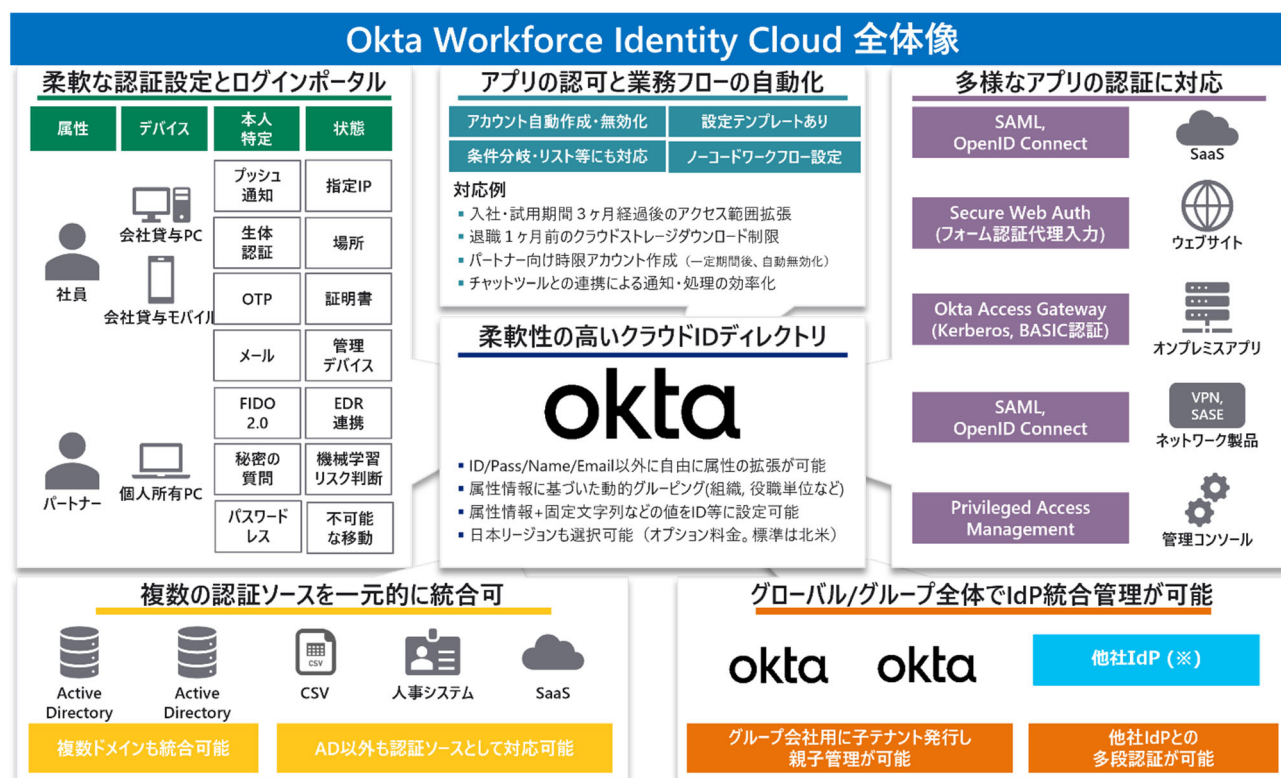 Okta Workforce Identity Cloud 全体像
柔軟な認証設定とログインポータル
属性
デバイス
本人
特定
状態
社員
会社貸与PC
会社貸与モバイル
パートナー
個人所有PC
プッシュ
通知
指定IP
生体
認証
場所
OTP
証明書
メール
管理
デバイス
FIDO
2.0
EDR
連携
秘密の
質問
機械学習
リスク判断
パスワード
レス
不可能
な移動
アプリの認可と業務フローの自動化
アカウント自動作成・無効化
設定テンプレートあり
条件分岐・リスト等にも対応
ノーコードワークフロー設定
対応例
▪ 入社・試用期間３ヶ月経過後のアクセス範囲拡張
▪ 退職１ヶ月前のクラウドストレージダウンロード制限
▪ パートナー向け時限アカウント作成（一定期間後、自動無効化）
▪ チャットツールとの連携による通知・処理の効率化
柔軟性の高いクラウドIDディレクトリ
okta
▪ ID/Pass/Name/Email以外に自由に属性の拡張が可能
▪ 属性情報に基づいた動的グルーピング(組織, 役職単位など)
▪ 属性情報+固定文字列などの値をID等に設定可能
▪ 日本リージョンも選択可能（オプション料金。標準は北米）
多様なアプリの認証に対応
SAML,
OpenID Connect
SaaS
Secure Web Auth
(フォーム認証代理入力)
ウェブサイト
Okta Access Gateway
(Kerberos, BASIC認証)
オンプレミスアプリ
SAML,
OpenID Connect
VPN,
SASE
ネットワーク製品
Privileged Access
Management
管理コンソール
複数の認証ソースを一元的に統合可
Active
Directory
Active
Directory
CSV
CSV
人事システム
SaaS
複数ドメインも統合可能
AD以外も認証ソースとして対応可能
グローバル/グループ全体でIdP統合管理が可能
okta
okta
他社IdP (※)
グループ会社用に子テナント発行し
親子管理が可能
他社IdPとの
多段認証が可能